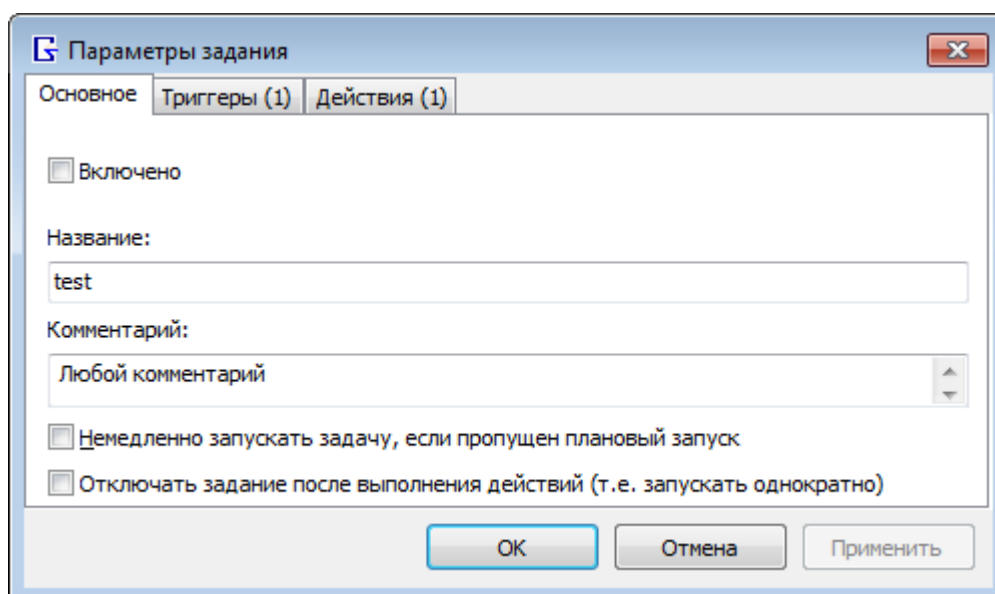 Параметры задания
Основное Триггеры (1) Действия (1)
Включено
Название:
test
Комментарий:
Любой комментарий
Немедленно запускать задачу, если пропущен плановый запуск
Отключать задание после выполнения действий (т.е. запускать однократно)
ОК Отмена Применить